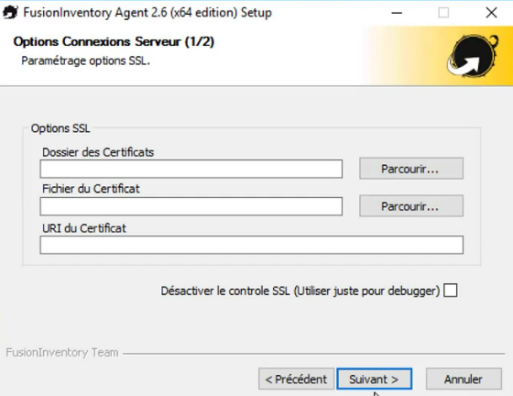 FusionInventory Agent 2.6 (x64 edition) Setup
Options Connexions Serveur (1/2)
Paramétrage options SSL.
Options SSL
Dossier des Certificats
Parcourir...
Fichier du Certificat
Parcourir...
URI du Certificat
Désactiver le controle SSL (Utiliser juste pour debugger)
FusionInventory Team
< Précédent Suivant > Annuler